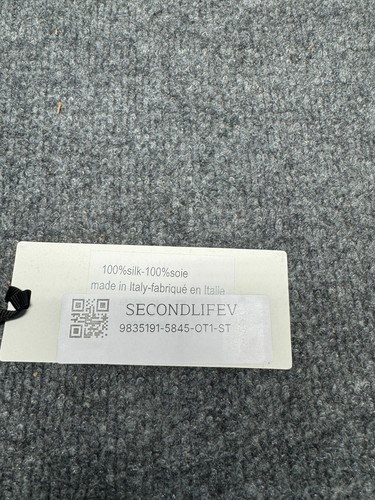 100%silk-100%soie
made in Italy-fabriqué en Italie
SECONDLIFEV
9835191-5845-OT1-ST